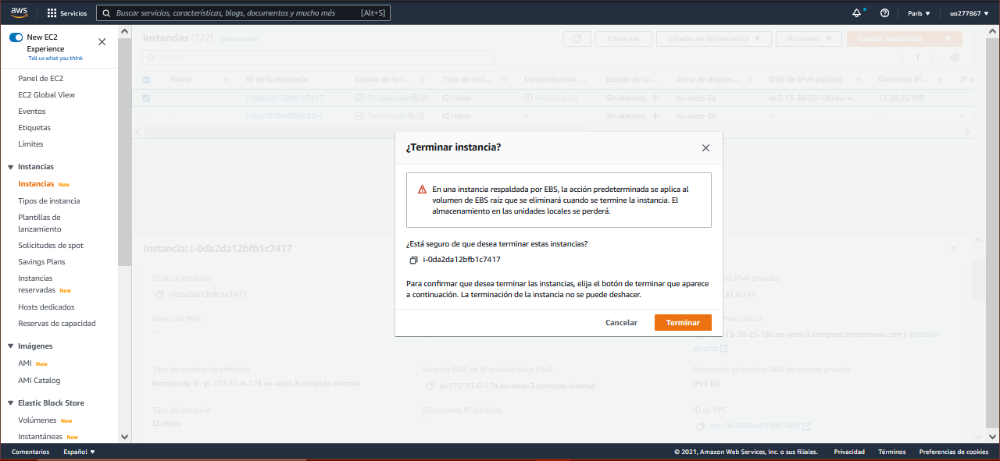 aws
Servicios
Buscar servicios, características, blogs, documentos y mucho más
[Alt+S]
París ▼
uo277867 ▼
New EC2
Experience
Tell us what you think
Panel de EC2
EC2 Global View
Eventos
Etiquetas
Límites
Instancias
Instancias New
Tipos de instancia
Plantillas de
lanzamiento
Solicitudes de spot
Savings Plans
Instancias
reservadas New
Hosts dedicados
Reservas de capacidad
Imágenes
AMI New
AMI Catalog
Elastic Block Store
Volúmenes New
Instantáneas New
Instancias (1/2) Información
Conectar
Estado de la instancia ▼
Acciones ▼
Lanzar instancias ▼
Buscar
1
Name
ID de la instancia
Estado de la i...
Tipo de inst...
Comprobación ...
Estado de la ...
Zona de dispon...
DNS de IPv4 pública
Dirección IP...
IP e
– i-0da2da12bfb1c7417 En ejecución t2.micro Inicializando Sin alarmas + eu-west-3a ec2-13-38-25-180.eu-w... 13.38.25.180 –
– i-0de767b46f9dc52ec Terminada t2.micro – Sin alarmas + eu-west-3b – – –
¿Terminar instancia?
En una instancia respaldada por EBS, la acción predeterminada se aplica al
volumen de EBS raíz que se eliminará cuando se termine la instancia. El
almacenamiento en las unidades locales se perderá.
¿Está seguro de que desea terminar estas instancias?
i-0da2da12bfb1c7417
Para confirmar que desea terminar las instancias, elija el botón de terminar que aparece
a continuación. La terminación de la instancia no se puede deshacer.
Cancelar
Terminar
Instancia: i-0da2da12bfb1c7417
ID de la instancia
i-0da2da12bfb1c7417
es IPv4 privadas
31.6.174
Dirección IPv6
–
IPv4 pública
13-38-25-180.eu-west-3.compute.amazonaws.com | dirección
abierta
Tipo de nombre de anfitrión
Nombre de IP: ip-172-31-6-174.eu-west-3.compute.internal
Nombre DNS de IP privada (solo IPv4)
ip-172-31-6-174.eu-west-3.compute.internal
Responder al nombre DNS de recurso privado
IPv4 (A)
Tipo de instancia
t2.micro
Direcciones IP elásticas
–
ID de VPC
vpc-041699ae551b019d0
Comentarios
Español ▼
© 2021, Amazon Web Services, Inc. o sus filiales.
Privacidad
Términos
Preferencias de cookies